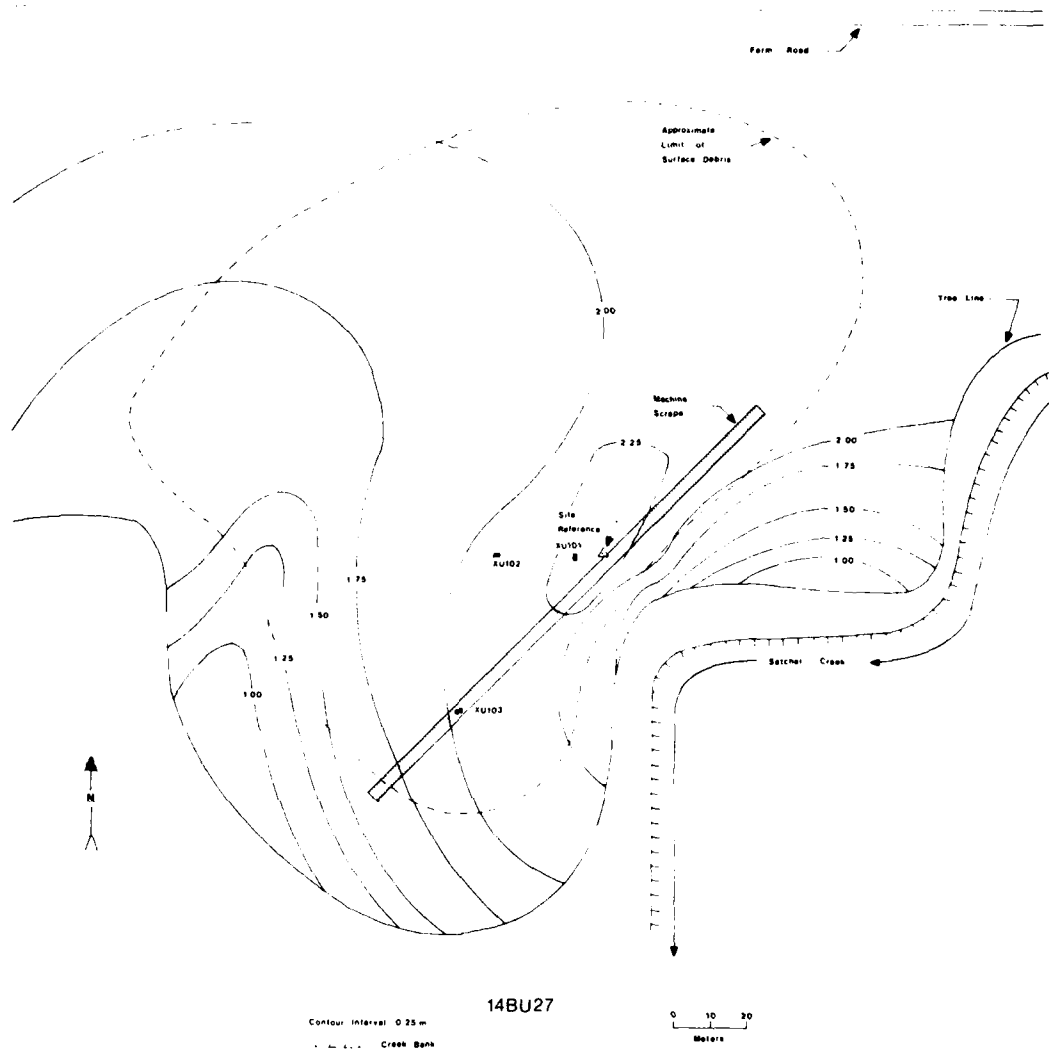 Farm Road
Approximate
Limit of
Surface Debris
2.00
Tree Line
Machine
Scrape
2.25
2.00
1.75
Site
Reference
1.50
XU101
1.25
XU102
1.00
1.75
1.50
1.25
Satchel Creek
1.00
XU103
N
14BU27
Contour Interval 0.25 m
0 10 20
Creek Bank
Meters